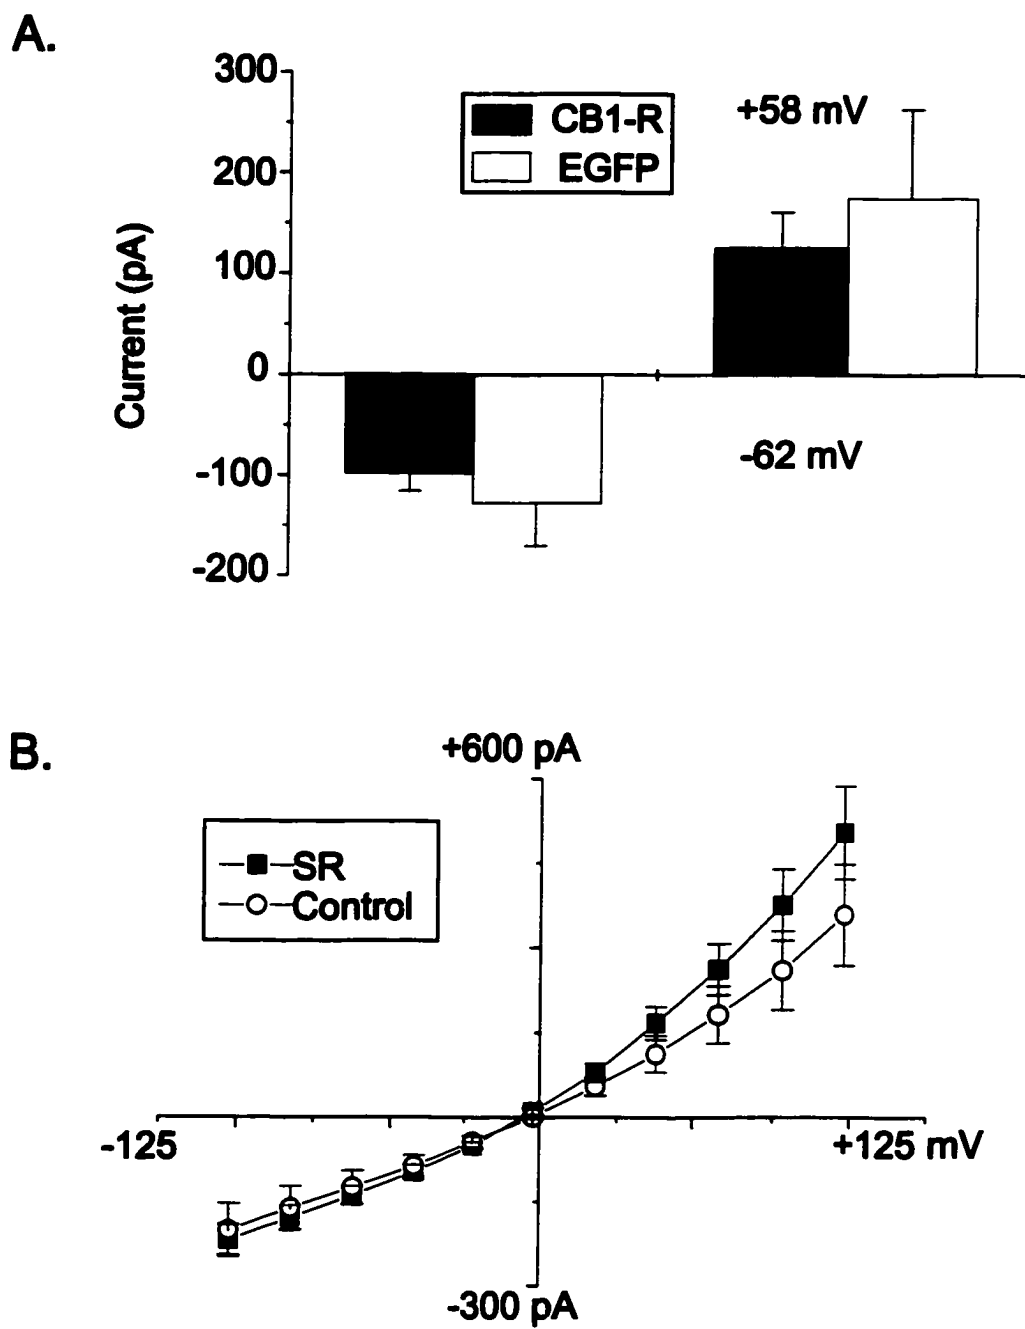 A.
300
200
100
0
-100
-200
Current (pA)
CB1-R
EGFP
+58 mV
-62 mV
B.
+600 pA
SR
Control
-125
+125 mV
-300 pA